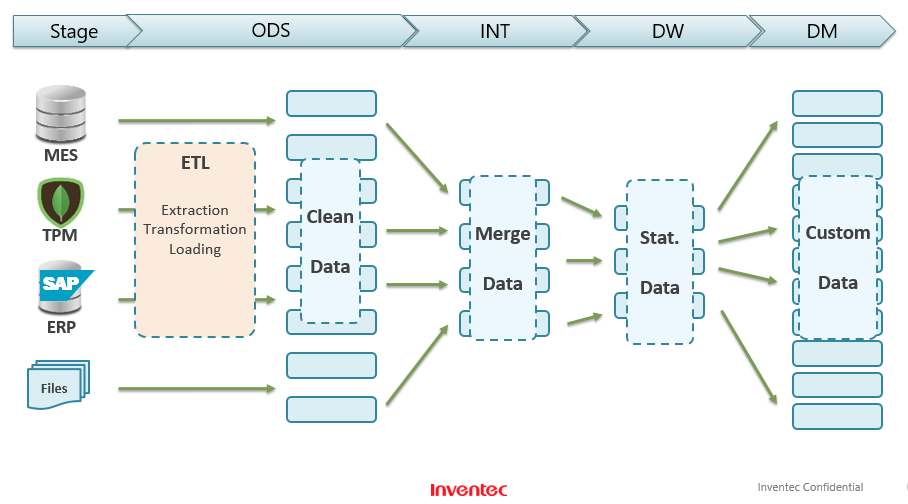 Stage
ODS
INT
DW
DM
MES
TPM
SAP
ERP
Files
ETL
Extraction
Transformation
Loading
Clean
Data
Merge
Data
Stat.
Data
Custom
Data
Inventec
Inventec Confidential